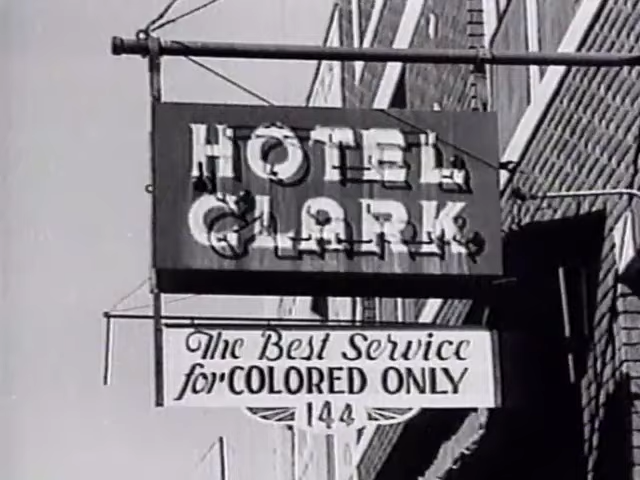 HOTEL
CLARK
The Best Service
for COLORED ONLY
144